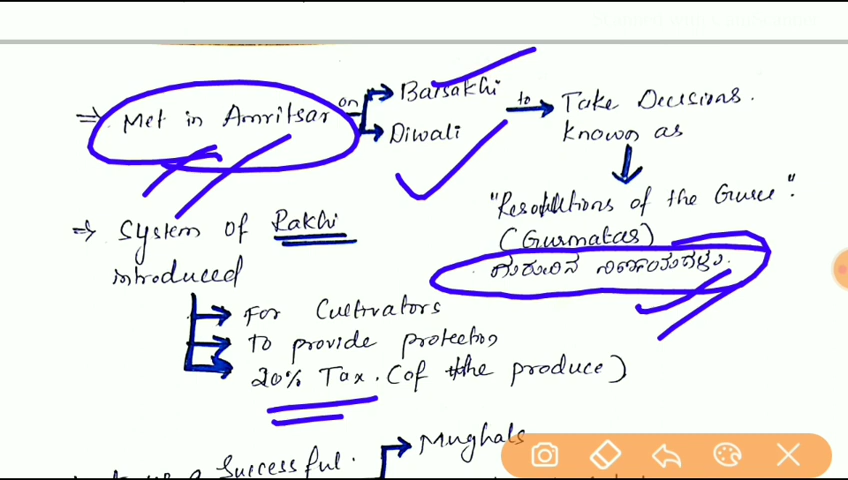 ⇒ Met in Amritsar on → Baisakhi to → Take Decisions.
→ Diwali known as
"Resolutions of the Guru".
⇒ System of Rakhi (Gurmatas)
introduced ಗುರುವಿನ ನಿರ್ಣಯಗಳು.
→ For Cultivators
→ To provide protection
→ 20% Tax. (of the produce)
Successful. → Mughals